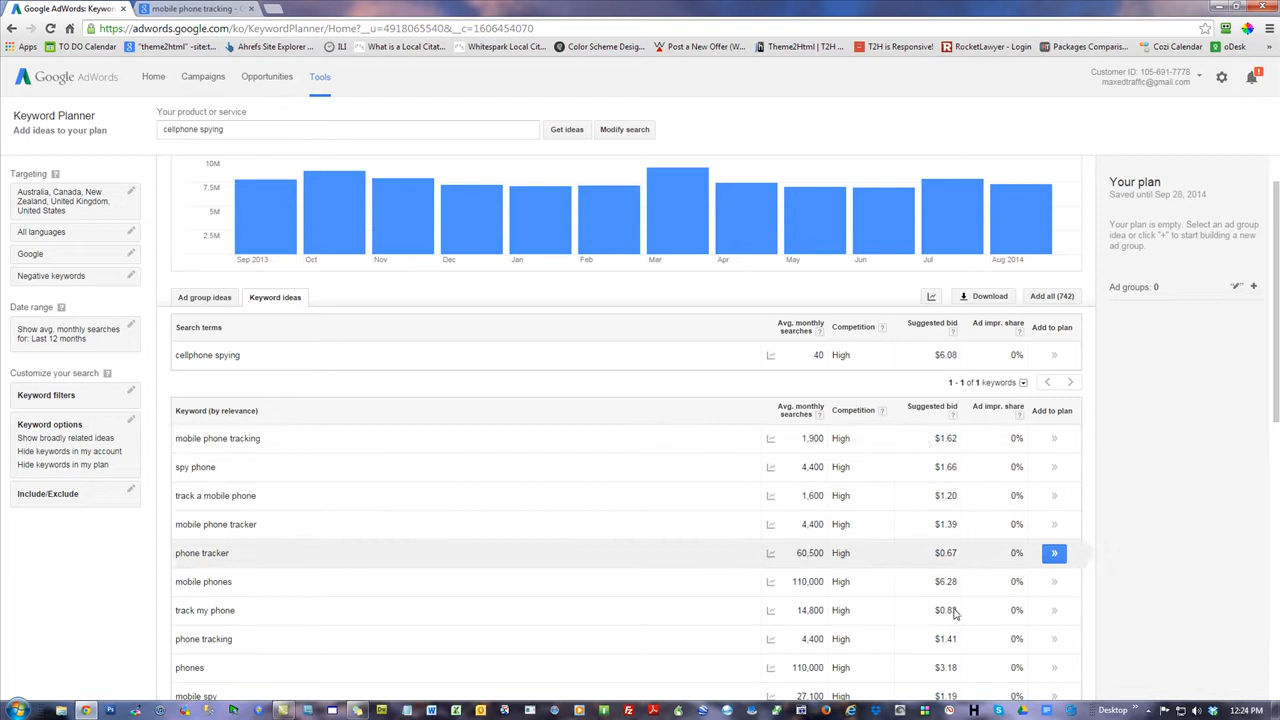 Google AdWords: Keywor
mobile phone tracking - G
https://adwords.google.com/ko/KeywordPlanner/Home?__u=4918065540&__c=1606454070
Apps
TO DO Calendar
"theme2html" -sitet...
Ahrefs Site Explorer ...
ILI
What is a Local Citat...
Whitespark Local Cit...
Color Scheme Desig...
Post a New Offer (W...
Theme2Html | T2H ...
T2H is Responsive!
RocketLawyer - Login
Packages Comparis...
Cozi Calendar
oDesk
Google AdWords
Home
Campaigns
Opportunities
Tools
Customer ID: 105-691-7778
maxedtraffic@gmail.com
Keyword Planner
Add ideas to your plan
Your product or service
cellphone spying
Get ideas
Modify search
Targeting ?
Australia, Canada, New
Zealand, United Kingdom,
United States
All languages
Google
Negative keywords
Date range ?
Show avg. monthly searches
for: Last 12 months
Customize your search ?
Keyword filters
Keyword options
Show broadly related ideas
Hide keywords in my account
Hide keywords in my plan
Include/Exclude
10M
7.5M
5M
2.5M
Sep 2013 Oct Nov Dec Jan Feb Mar Apr May Jun Jul Aug 2014
Ad group ideas
Keyword ideas
Download
Add all (742)
Search terms Avg. monthly searches ? Competition ? Suggested bid ? Ad impr. share ? Add to plan
cellphone spying 40 High $6.08 0% »
1 - 1 of 1 keywords
Keyword (by relevance) Avg. monthly searches ? Competition ? Suggested bid ? Ad impr. share ? Add to plan
mobile phone tracking 1,900 High $1.62 0% »
spy phone 4,400 High $1.66 0% »
track a mobile phone 1,600 High $1.20 0% »
mobile phone tracker 4,400 High $1.39 0% »
phone tracker 60,500 High $0.67 0% »
mobile phones 110,000 High $6.28 0% »
track my phone 14,800 High 0% »
phone tracking 4,400 High $1.41 0% »
phones 110,000 High $3.18 0% »
mobile spy 27,100 High $1.19 0% »
Your plan
Saved until Sep 28, 2014
Your plan is empty. Select an ad group
idea or click "+" to start building a new
ad group.
Ad groups: 0
Desktop
12:24 PM